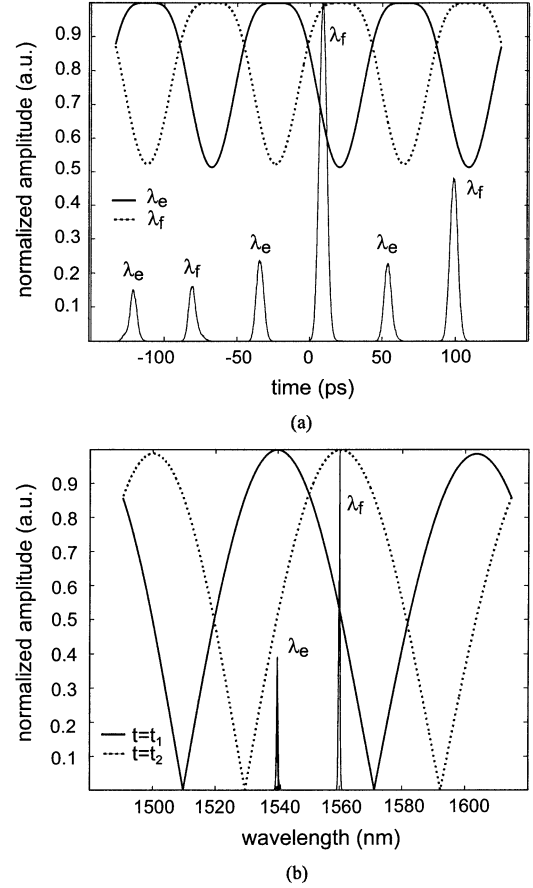 normalized amplitude (a.u.)
0.9
0.8
0.7
0.6
0.5
0.4
0.3
0.2
0.1
λf
λe
λf
λe
λf
λe
λe
λf
-100
-50
0
50
100
time (ps)
(a)
normalized amplitude (a.u.)
0.9
0.8
0.7
0.6
0.5
0.4
0.3
0.2
0.1
λf
λe
t=t1
t=t2
1500
1520
1540
1560
1580
1600
wavelength (nm)
(b)